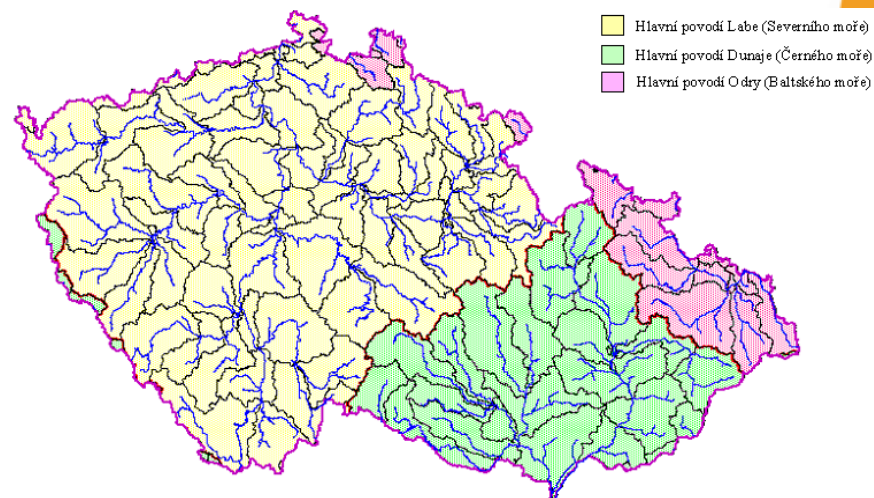 Hlavní povodí Labe (Severního moře)
Hlavní povodí Dunaje (Černého moře)
Hlavní povodí Odry (Baltského moře)